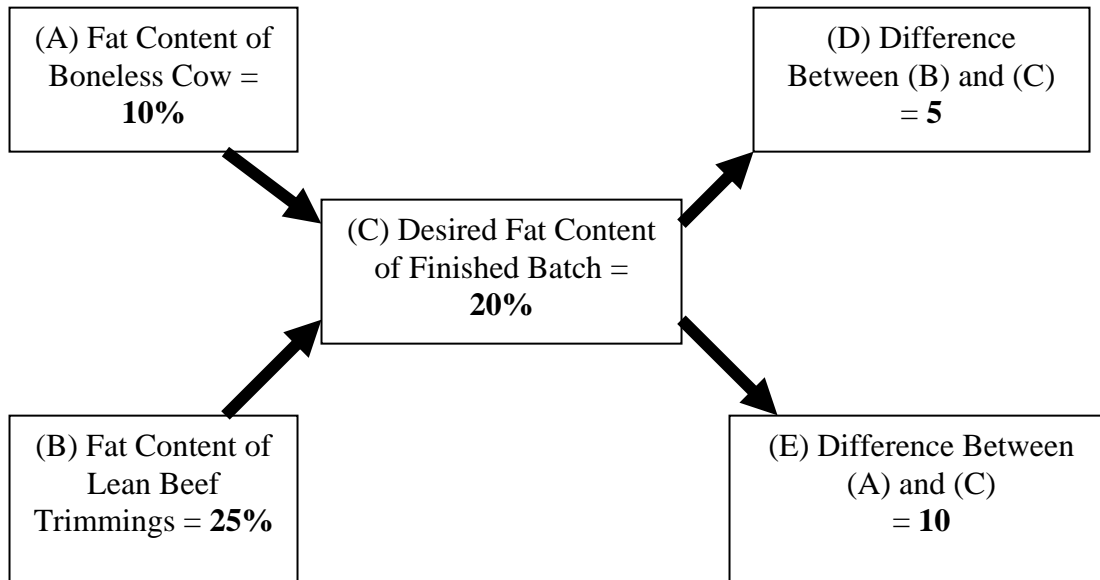 (A) Fat Content of
Boneless Cow =
10%
(D) Difference
Between (B) and (C)
= 5
(C) Desired Fat Content
of Finished Batch =
20%
(B) Fat Content of
Lean Beef
Trimmings = 25%
(E) Difference Between
(A) and (C)
= 10